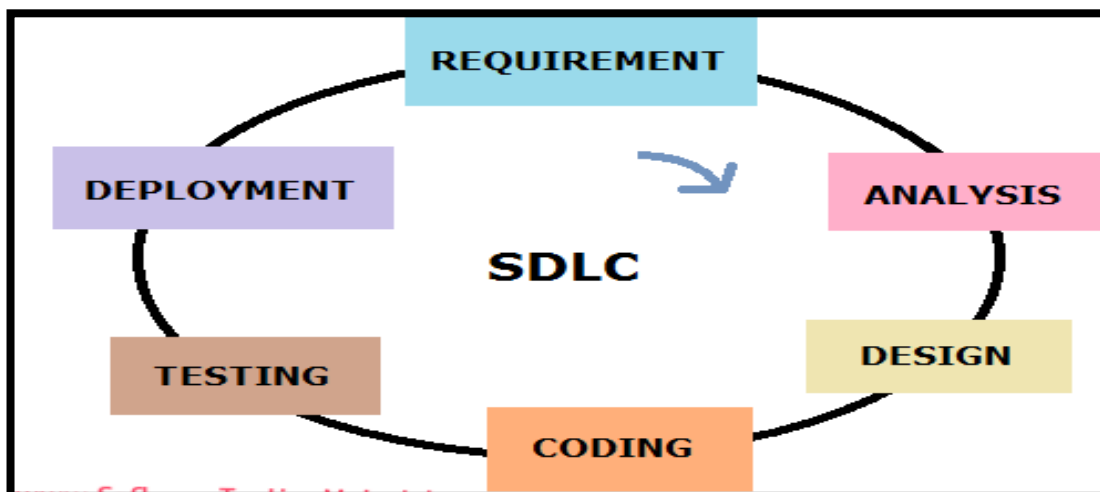 REQUIREMENT
ANALYSIS
DESIGN
CODING
TESTING
DEPLOYMENT
SDLC